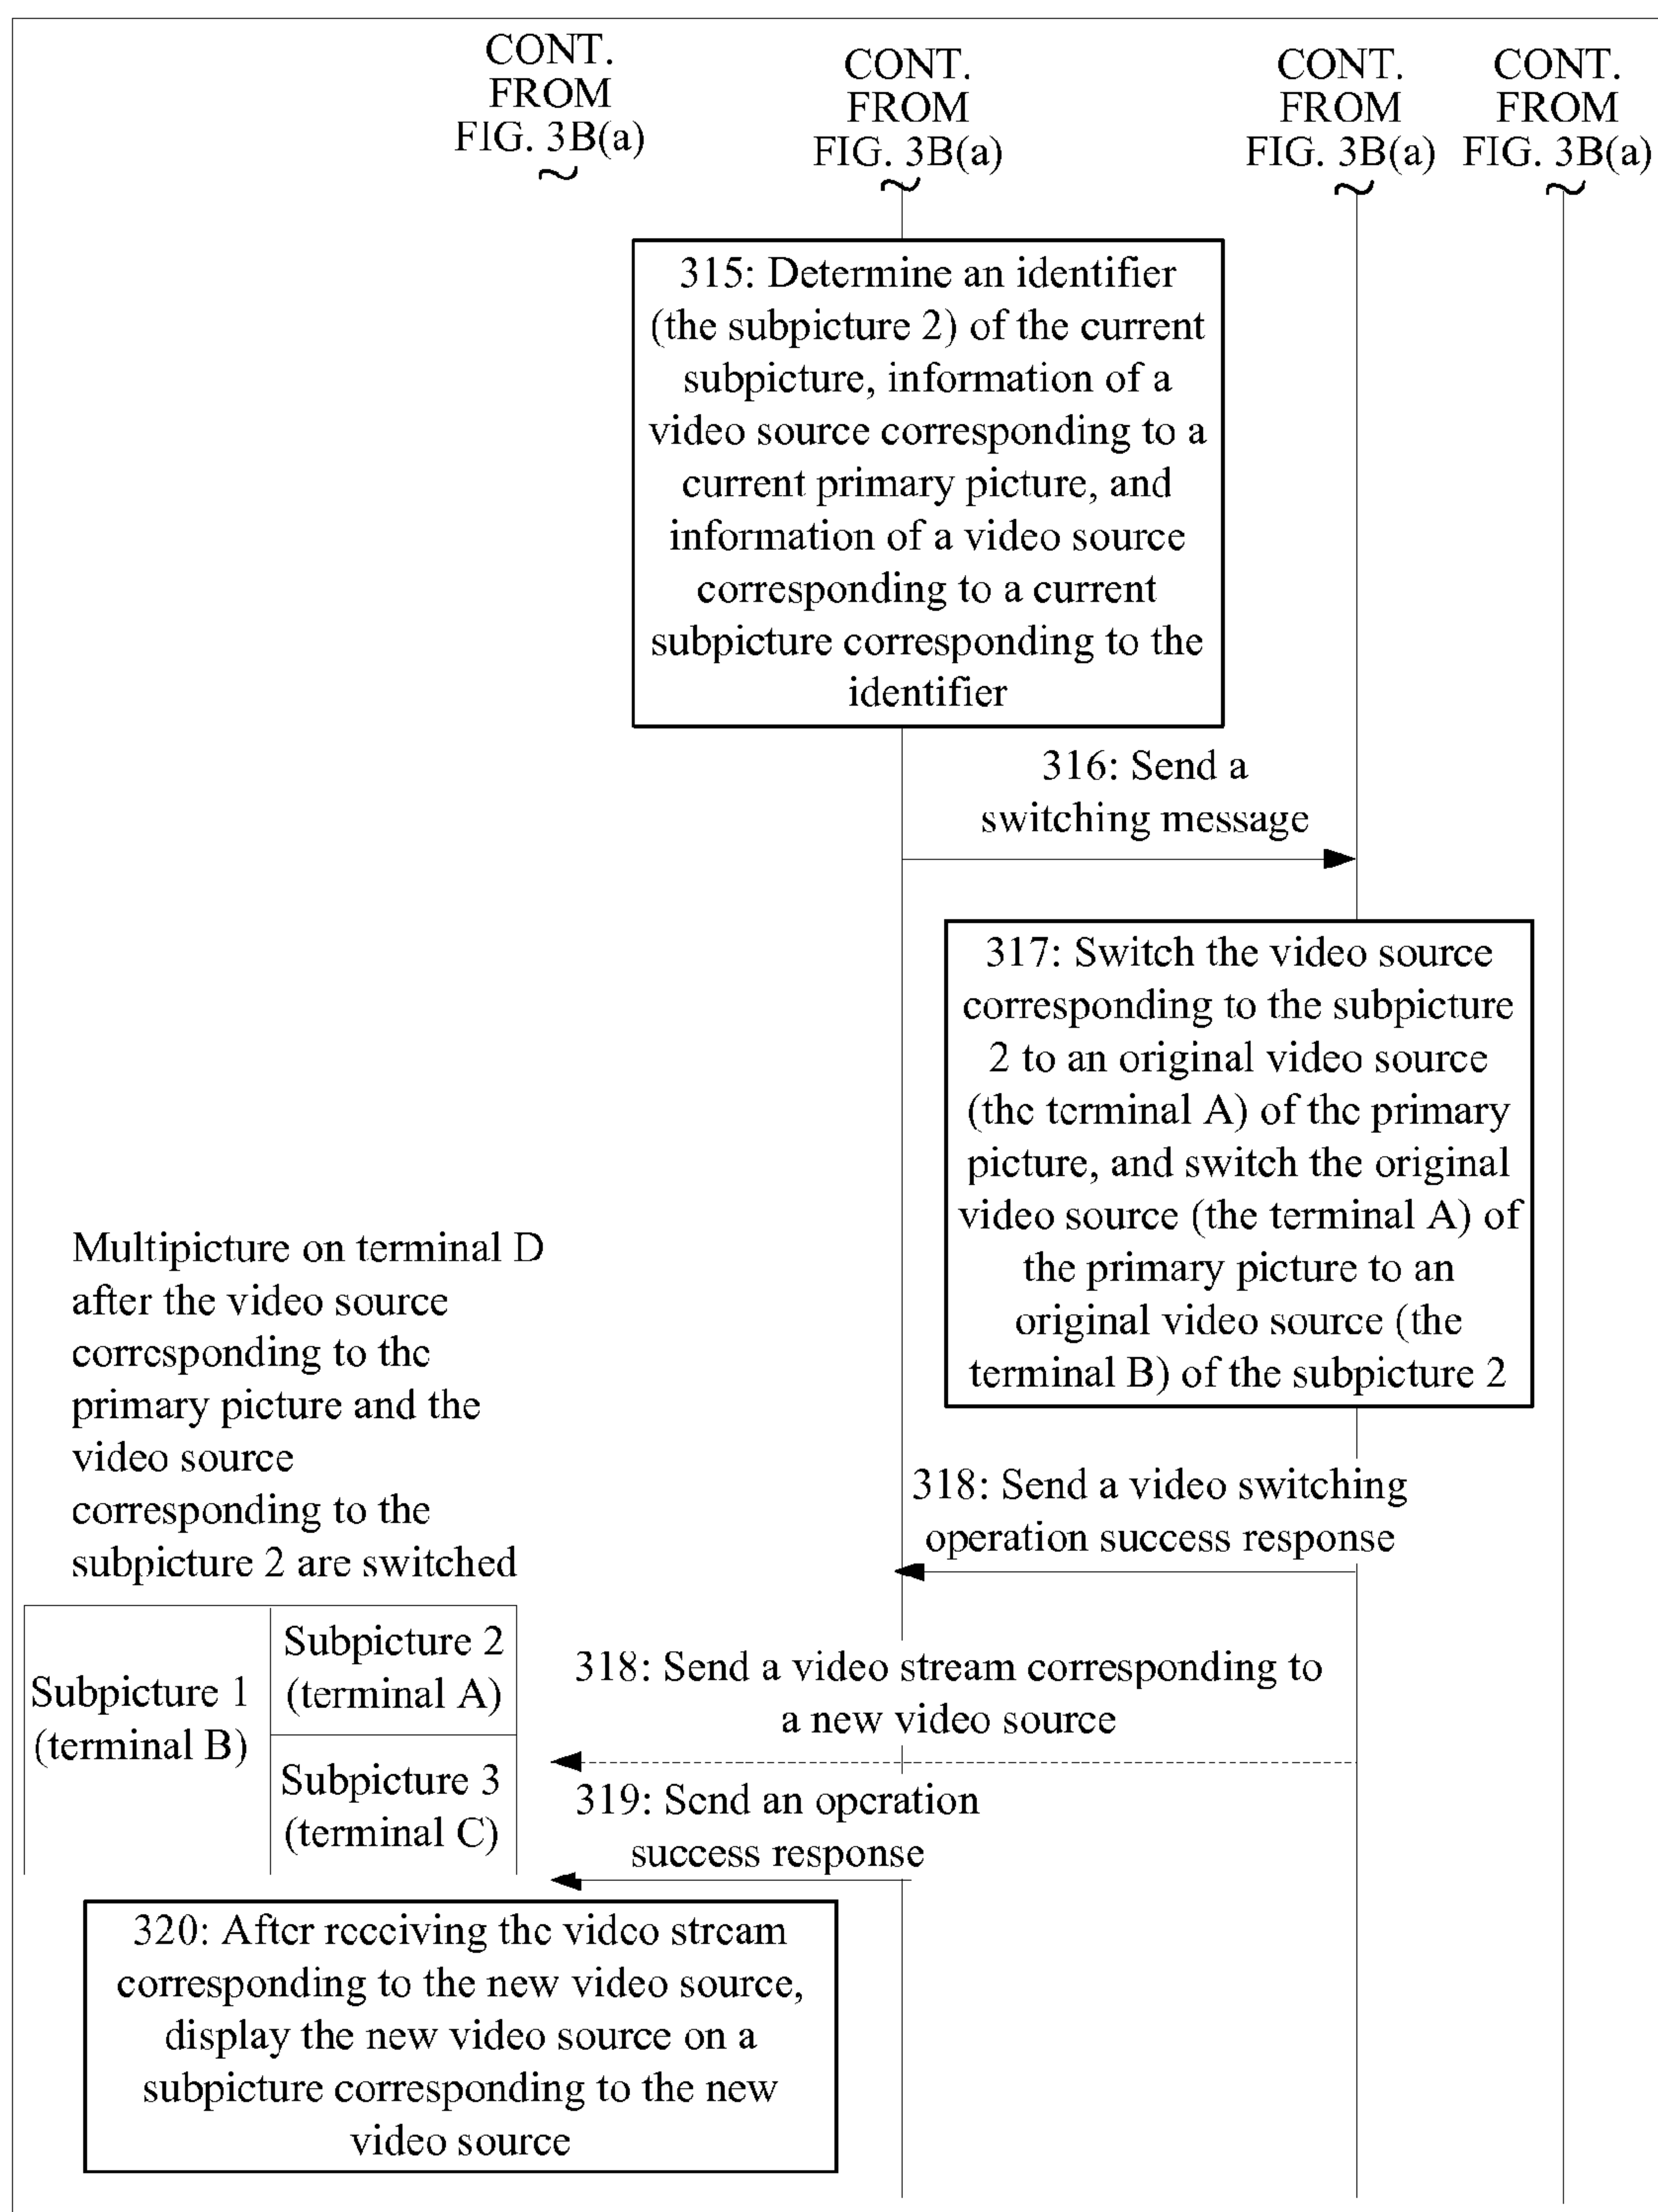 CONT.
FROM
FIG. 3B(a)
CONT.
FROM
FIG. 3B(a)
CONT.
FROM
FIG. 3B(a)
CONT.
FROM
FIG. 3B(a)
315: Determine an identifier
(the subpicture 2) of the current
subpicture, information of a
video source corresponding to a
current primary picture, and
information of a video source
corresponding to a current
subpicture corresponding to the
identifier
316: Send a
switching message
317: Switch the video source
corresponding to the subpicture
2 to an original video source
(the terminal A) of the primary
picture, and switch the original
video source (the terminal A) of
the primary picture to an
original video source (the
terminal B) of the subpicture 2
Multipicture on terminal D
after the video source
corresponding to the
primary picture and the
video source
corresponding to the
subpicture 2 are switched
318: Send a video switching
operation success response
Subpicture 1
(terminal B)
Subpicture 2
(terminal A)
Subpicture 3
(terminal C)
318: Send a video stream corresponding to
a new video source
319: Send an operation
success response
320: After receiving the video stream
corresponding to the new video source,
display the new video source on a
subpicture corresponding to the new
video source